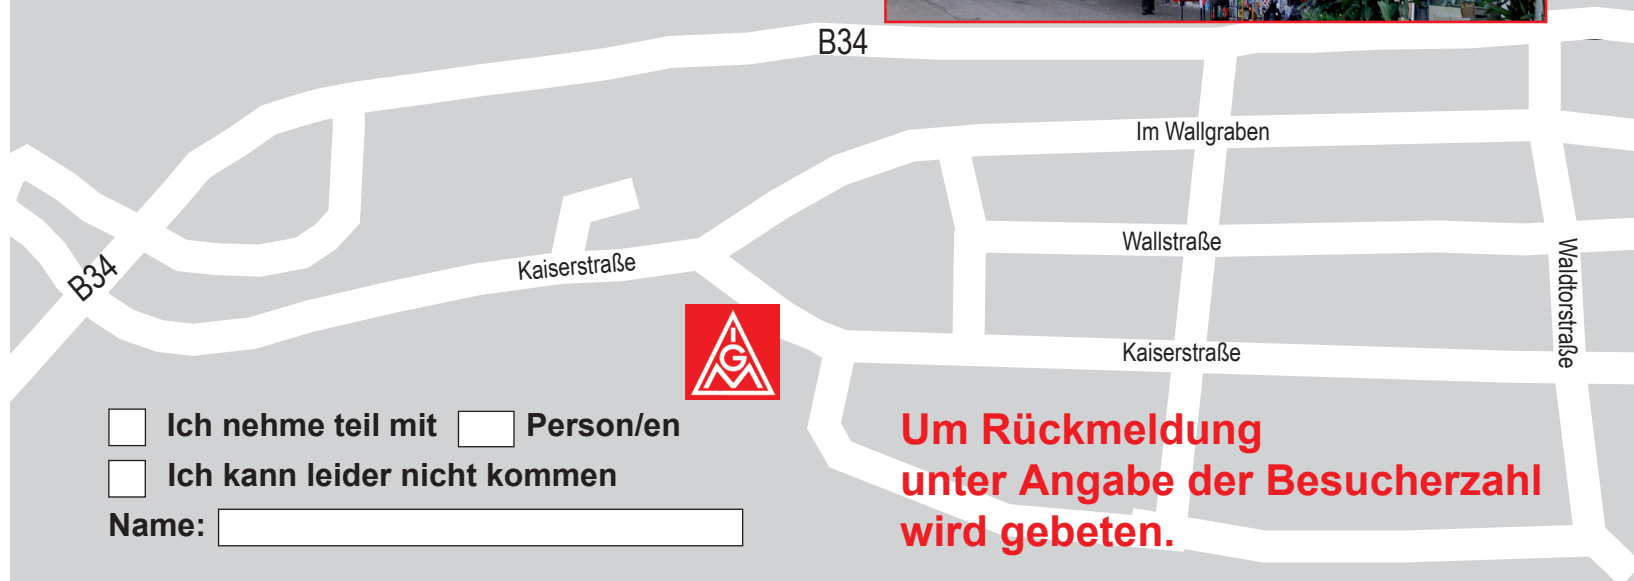 B34
Im Wallgraben
Wallstraße
Waldtorstraße
B34
Kaiserstraße
Kaiserstraße
IGM
Ich nehme teil mit Person/en
Ich kann leider nicht kommen
Name:
Um Rückmeldung
unter Angabe der Besucherzahl
wird gebeten.